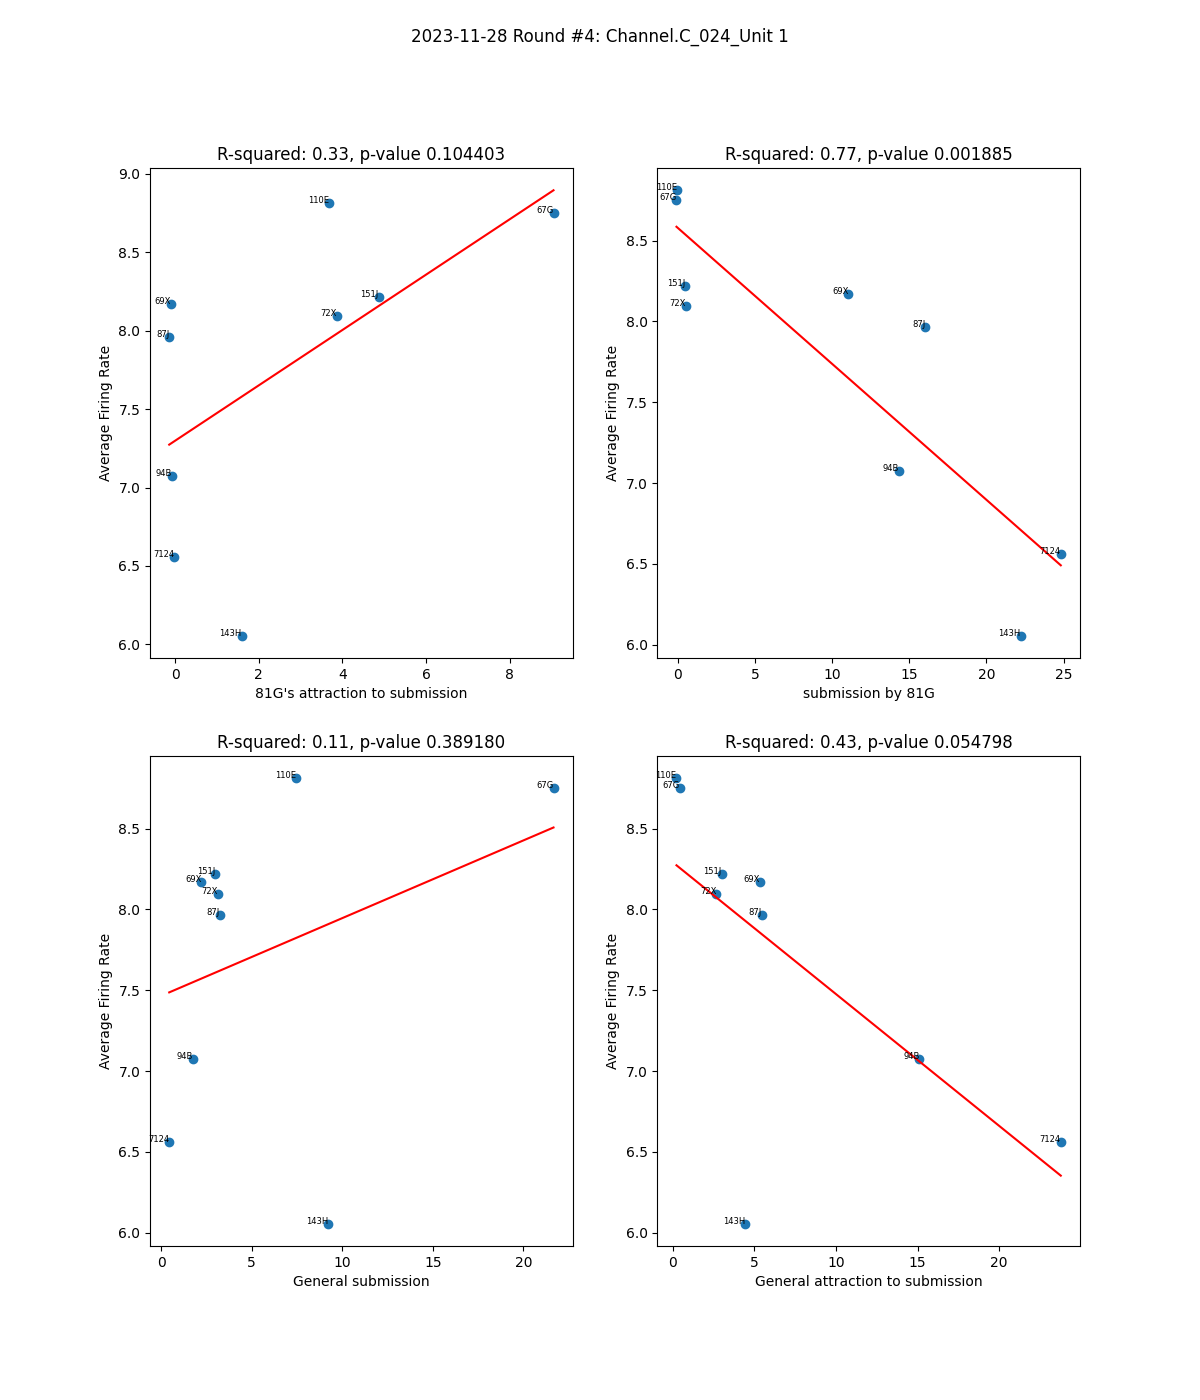 2023-11-28 Round #4: Channel.C_024_Unit 1
R-squared: 0.33, p-value 0.104403
9.0
8.5
8.0
7.5
7.0
6.5
6.0
Average Firing Rate
110E
67G
151J
69X
72X
87J
94B
7124
143H
0 2 4 6 8
81G's attraction to submission
R-squared: 0.77, p-value 0.001885
8.5
8.0
7.5
7.0
6.5
6.0
Average Firing Rate
110E
67G
151J
69X
72X
87J
94B
7124
143H
0 5 10 15 20 25
submission by 81G
R-squared: 0.11, p-value 0.389180
8.5
8.0
7.5
7.0
6.5
6.0
Average Firing Rate
110E
67G
151J
69X
72X
87J
94B
7124
143H
0 5 10 15 20
General submission
R-squared: 0.43, p-value 0.054798
8.5
8.0
7.5
7.0
6.5
6.0
Average Firing Rate
110E
67G
151J
69X
72X
87J
94B
7124
143H
0 5 10 15 20
General attraction to submission